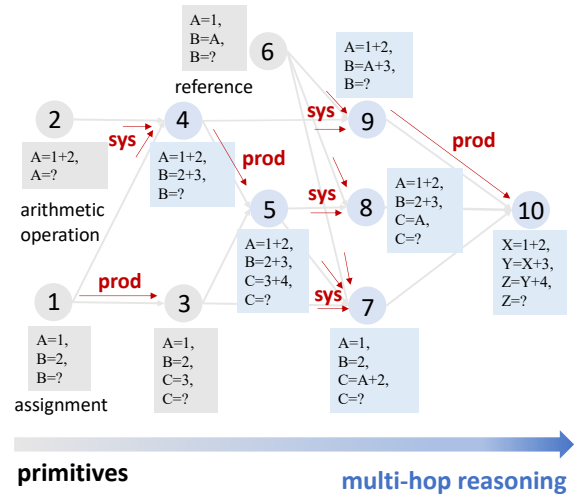 A=1,
B=A,
B=?
6
reference
A=1+2,
B=A+3,
B=?
2
sys
4
sys
9
prod
A=1+2,
A=?
arithmetic
operation
A=1+2,
B=2+3,
B=?
prod
5
sys
8
A=1+2,
B=2+3,
C=A,
C=?
10
A=1+2,
B=2+3,
C=3+4,
C=?
X=1+2,
Y=X+3,
Z=Y+4,
Z=?
1
prod
3
sys
7
A=1,
B=2,
B=?
assignment
A=1,
B=2,
C=3,
C=?
A=1,
B=2,
C=A+2,
C=?
primitives
multi-hop reasoning